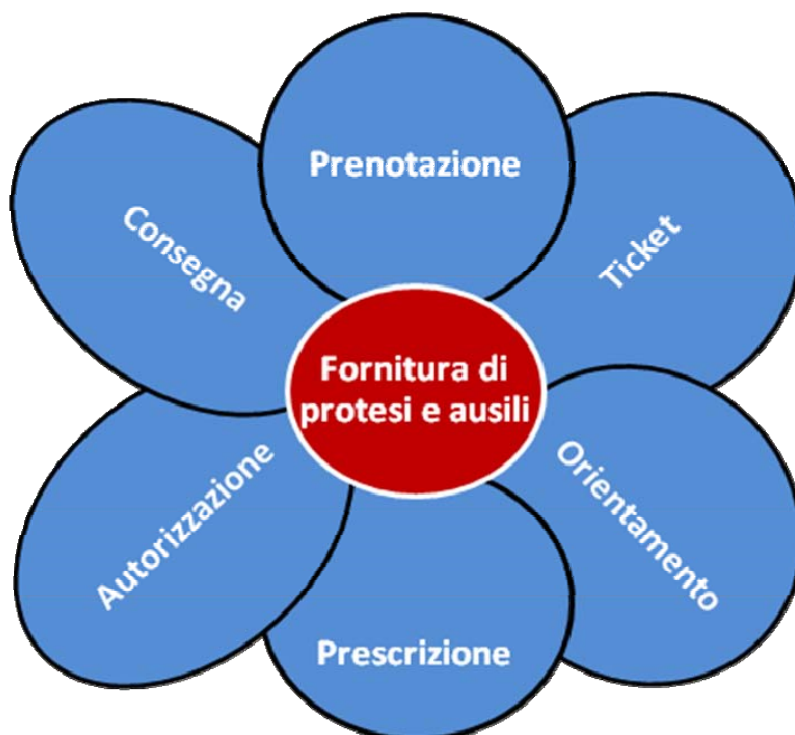 Prenotazione
Ticket
Consegna
Fornitura di
protesi e ausili
Orientamento
Autorizzazione
Prescrizione